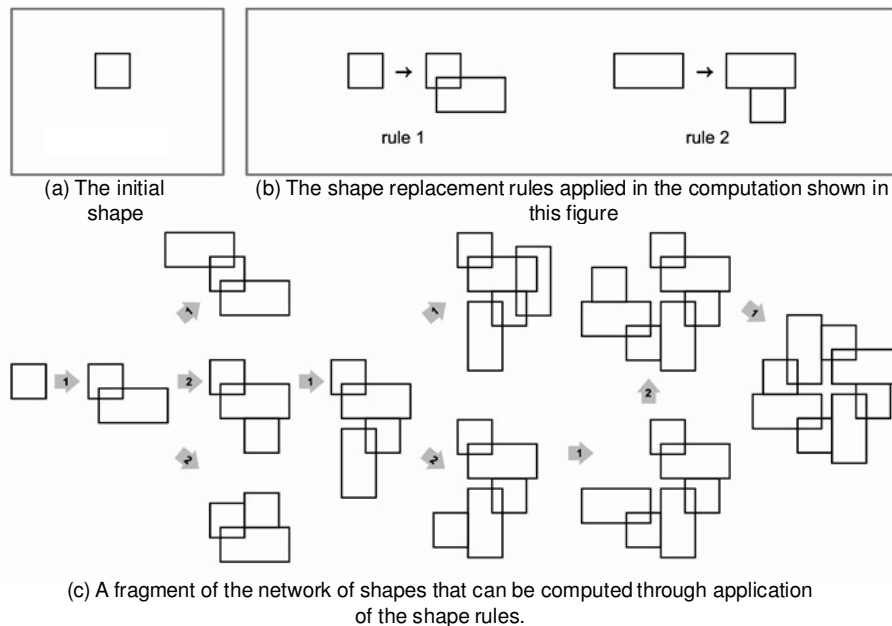 rule 1
rule 2
(a) The initial
shape
(b) The shape replacement rules applied in the computation shown in
this figure
1
1
2
2
1
1
2
1
2
1
(c) A fragment of the network of shapes that can be computed through application
of the shape rules.